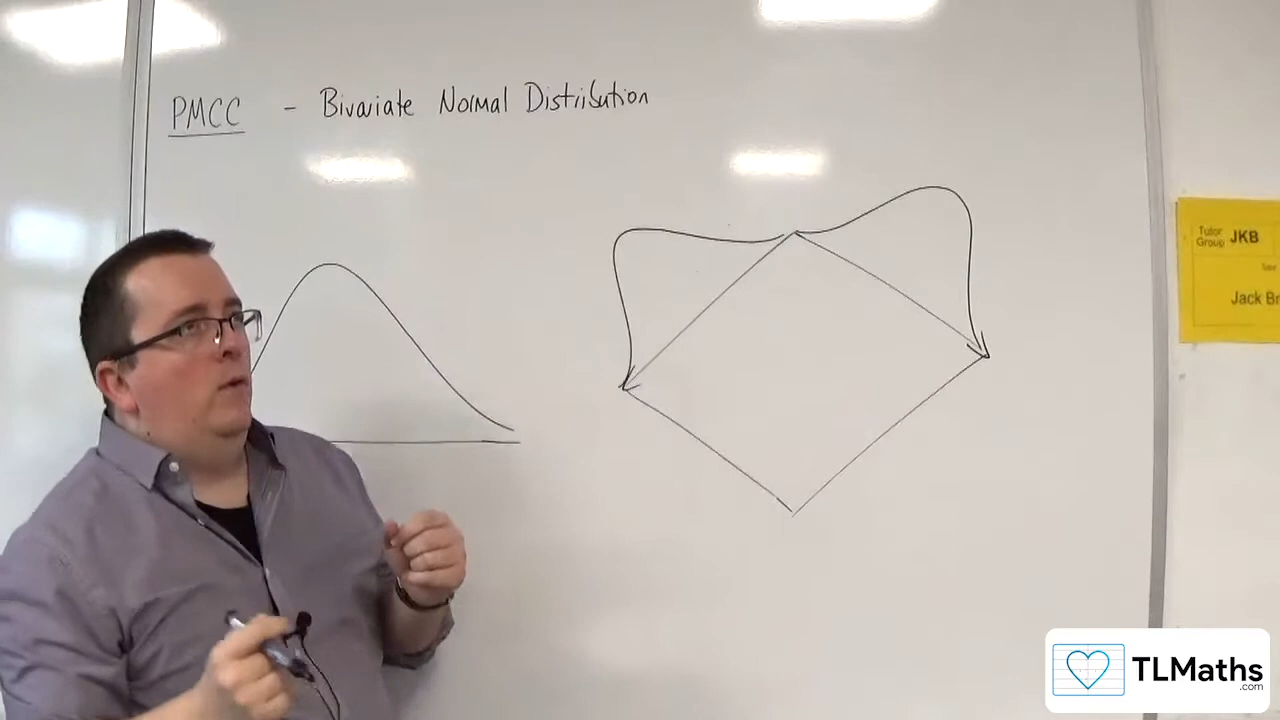 PMCC - Bivariate Normal Distribution
Tutor Group JKB
Jack Br
TLMaths
.com